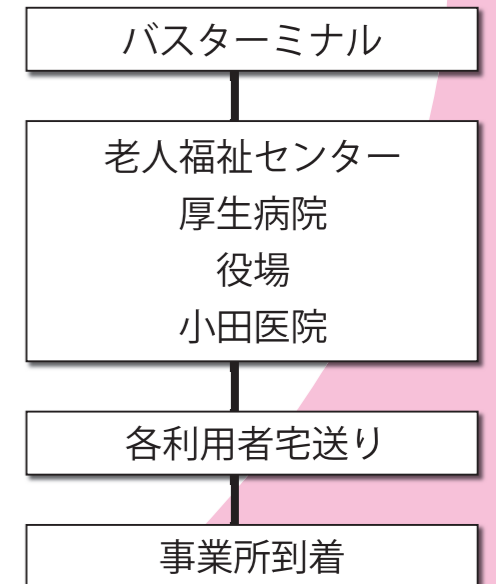 バスターミナル
老人福祉センター
厚生病院
役場
小田医院
各利用者宅送り
事業所到着